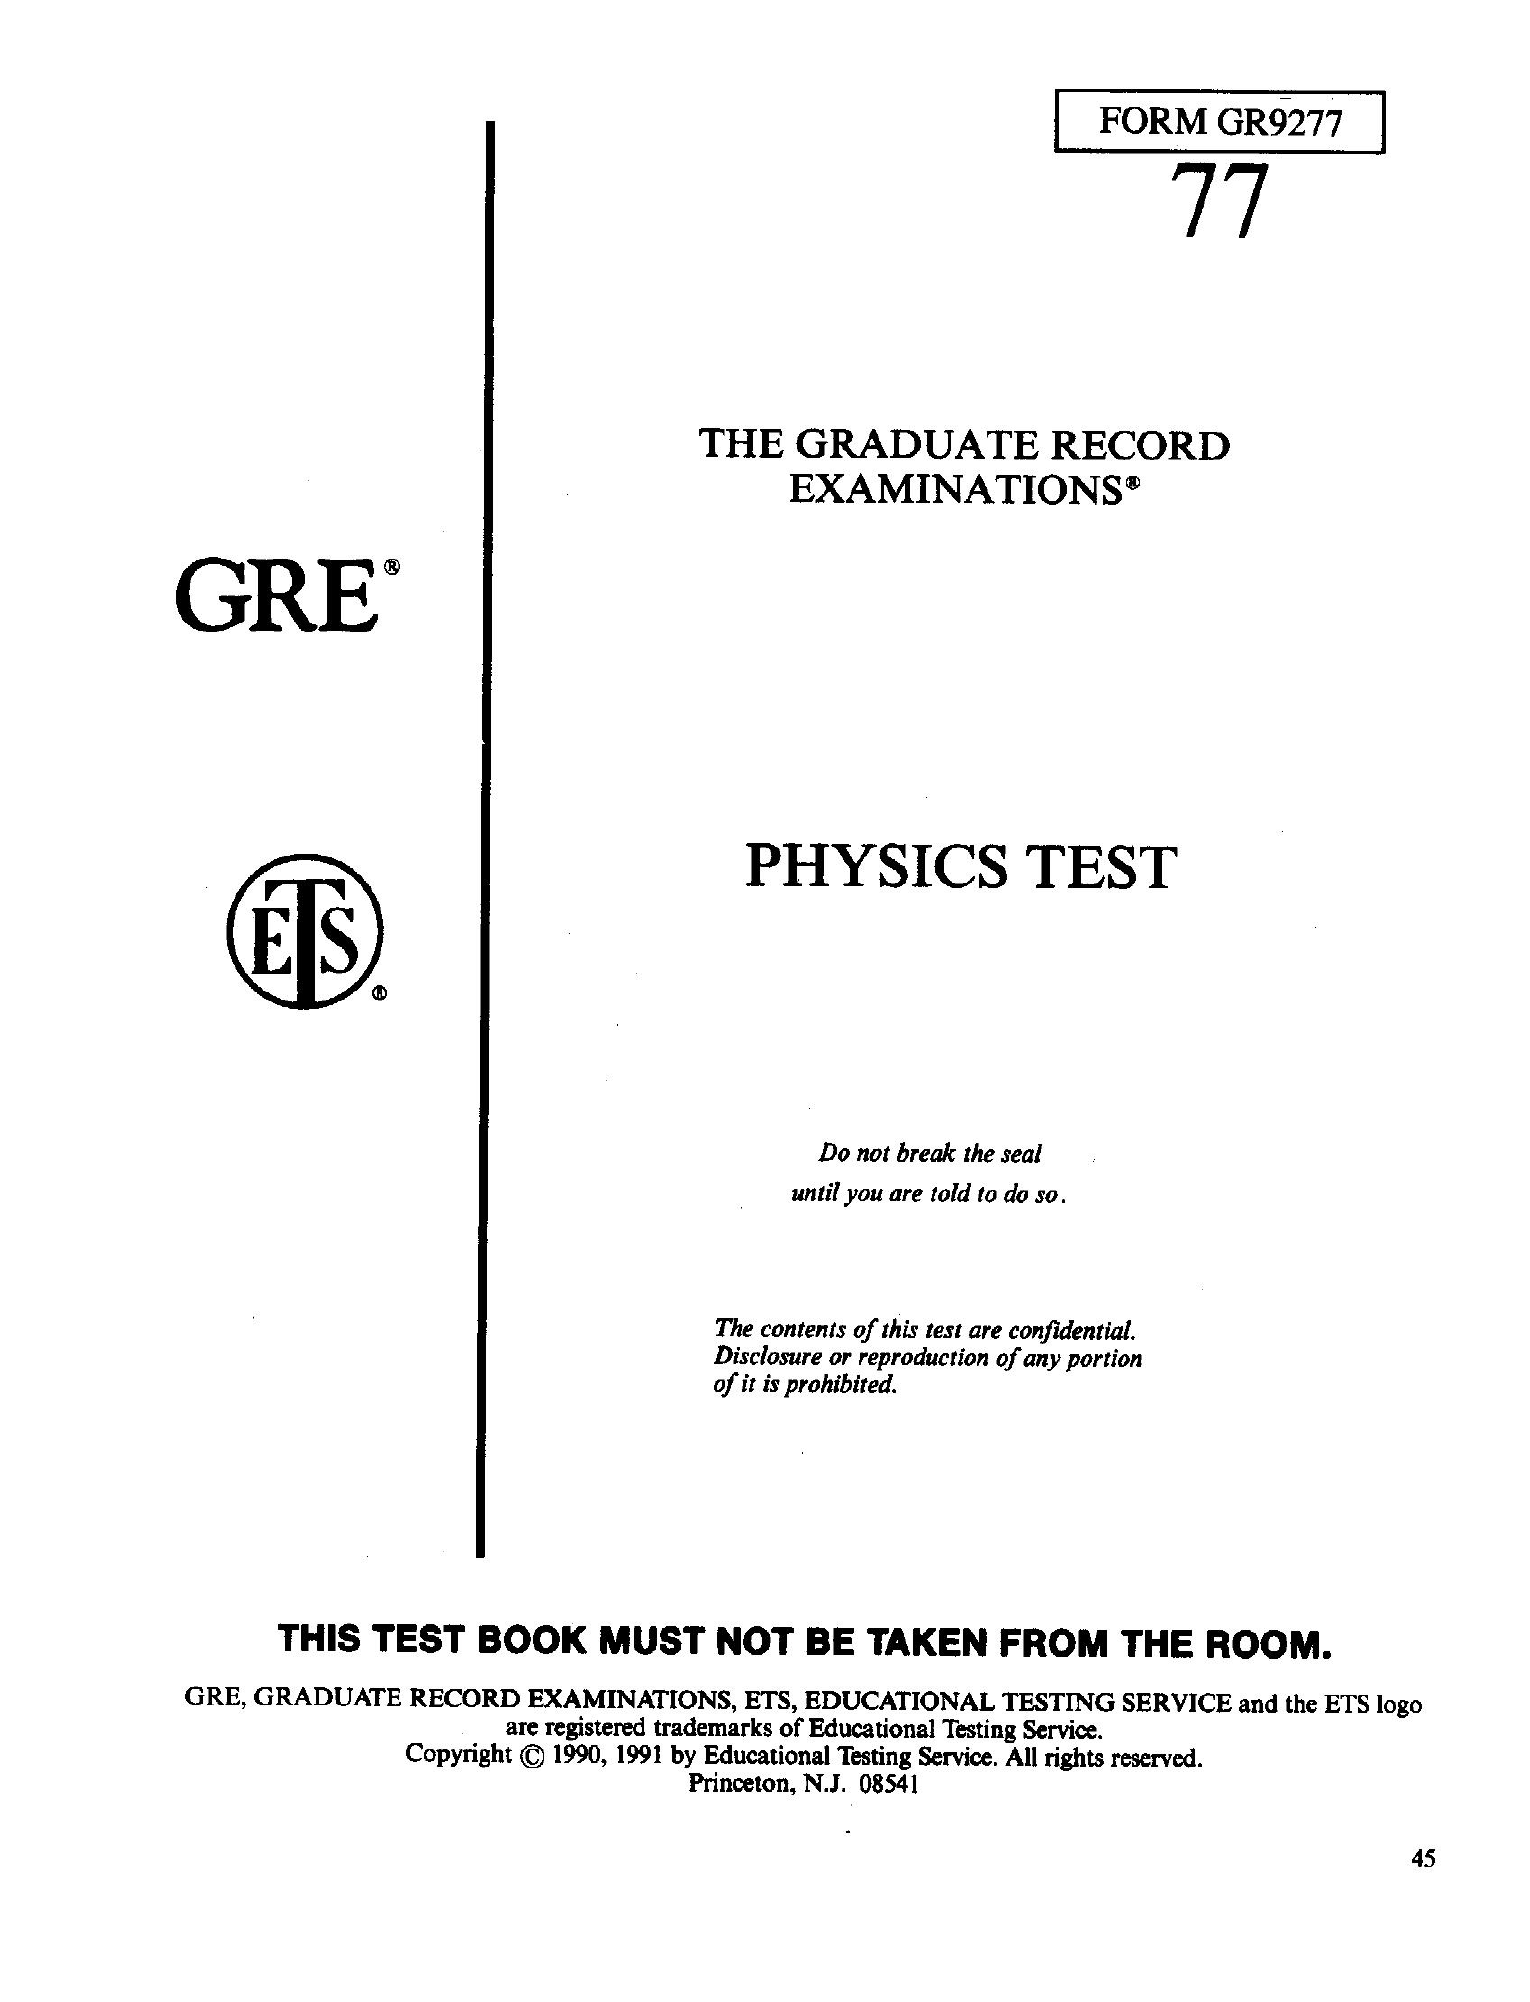 FORM GR9277
77
THE GRADUATE RECORD
EXAMINATIONS®
GRE®
PHYSICS TEST
ETS®
Do not break the seal
until you are told to do so.
The contents of this test are confidential.
Disclosure or reproduction of any portion
of it is prohibited.
THIS TEST BOOK MUST NOT BE TAKEN FROM THE ROOM.
GRE, GRADUATE RECORD EXAMINATIONS, ETS, EDUCATIONAL TESTING SERVICE and the ETS logo
are registered trademarks of Educational Testing Service.
Copyright © 1990, 1991 by Educational Testing Service. All rights reserved.
Princeton, N.J. 08541
45